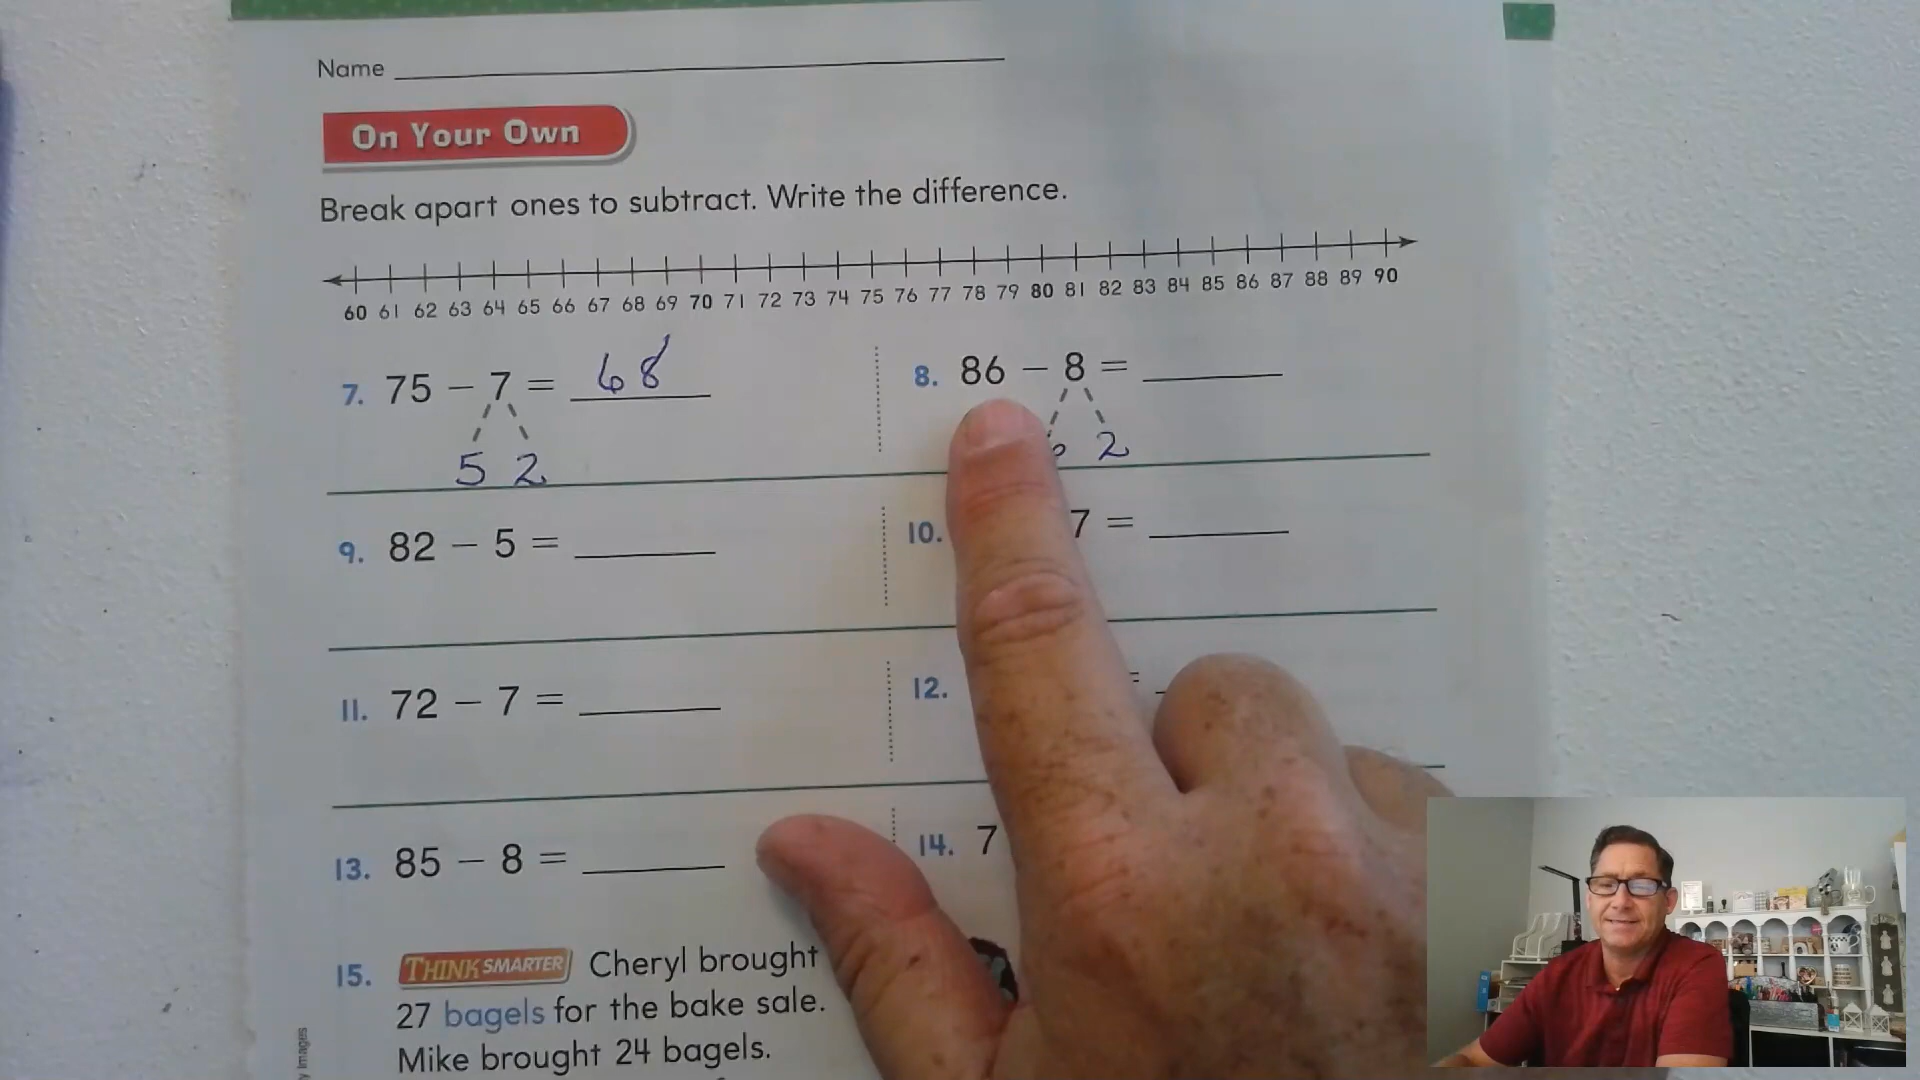 Name
On Your Own
Break apart ones to subtract. Write the difference.
60 61 62 63 64 65 66 67 68 69 70 71 72 73 74 75 76 77 78 79 80 81 82 83 84 85 86 87 88 89 90
7. 75 - 7 = 68
5 2
8. 86 - 8 =
2
9. 82 - 5 =
10. 7 =
11. 72 - 7 =
12. =
13. 85 - 8 =
14. 7
15. THINK SMARTER Cheryl brought
27 bagels for the bake sale.
Mike brought 24 bagels.
Images